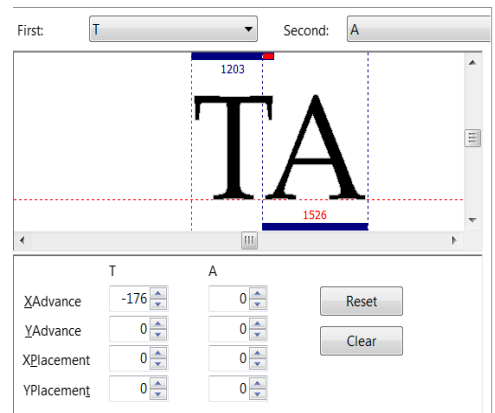 First: T Second: A
1203
TA
1526
T A
XAdvance -176 0 Reset
YAdvance 0 0
Clear
XPlacement 0 0
YPlacement 0 0